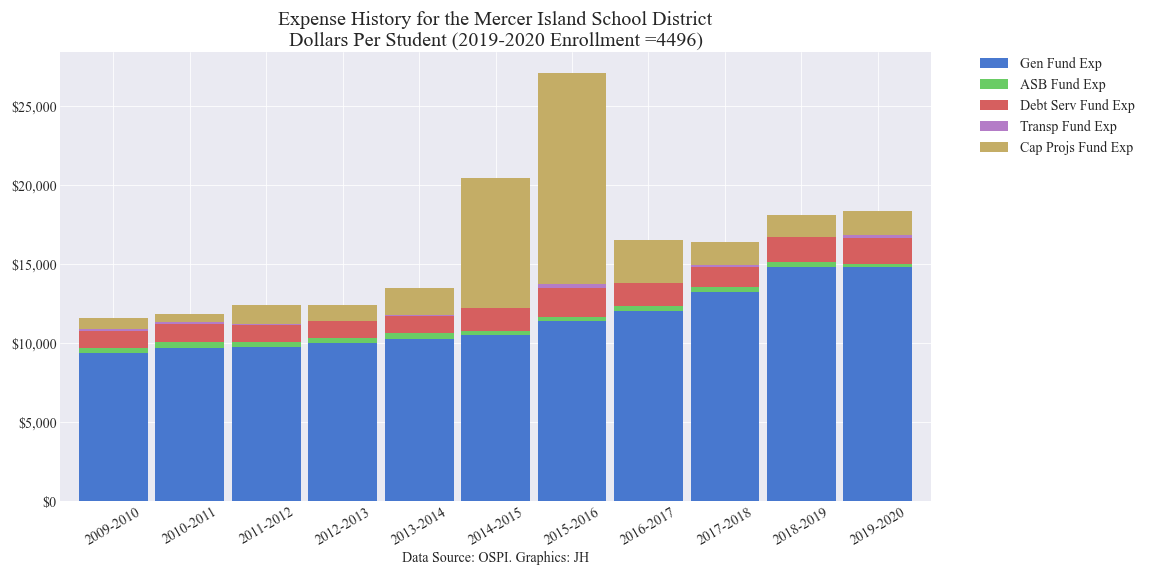 Expense History for the Mercer Island School District
Dollars Per Student (2019-2020 Enrollment =4496)
Gen Fund Exp
ASB Fund Exp
Debt Serv Fund Exp
Transp Fund Exp
Cap Projs Fund Exp
$25,000
$20,000
$15,000
$10,000
$5,000
$0
2009-2010
2010-2011
2011-2012
2012-2013
2013-2014
2014-2015
2015-2016
2016-2017
2017-2018
2018-2019
2019-2020
Data Source: OSPI. Graphics: JH